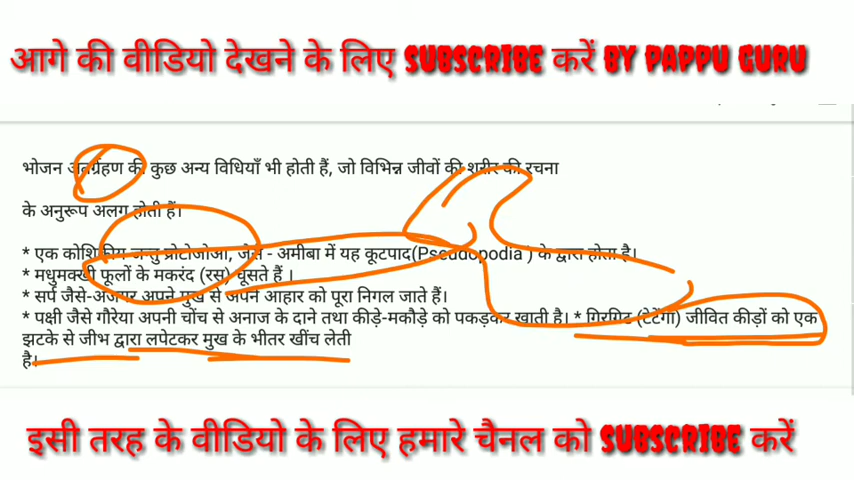 आगे की वीडियो देखने के लिए SUBSCRIBE करें BY PAPPU GURU
भोजन अंतर्ग्रहण की कुछ अन्य विधियाँ भी होती हैं, जो विभिन्न जीवों की शरीर की रचना
के अनुरूप अलग होती हैं।
* एक कोशिकीय जन्तु प्रोटोजोआ, जैसे - अमीबा में यह कूटपाद(Pseudopodia ) के द्वारा होता है।
* मधुमक्खी फूलों के मकरंद (रस) चूसते हैं ।
* सर्प जैसे-अजगर अपने मुख से अपने आहार को पूरा निगल जाते हैं।
* पक्षी जैसे गौरेया अपनी चोंच से अनाज के दाने तथा कीड़े-मकौड़े को पकड़कर खाती है। * गिरगिट (टेटेंगा) जीवित कीड़ों को एक
झटके से जीभ द्वारा लपेटकर मुख के भीतर खींच लेती
है।
इसी तरह के वीडियो के लिए हमारे चैनल को SUBSCRIBE करें